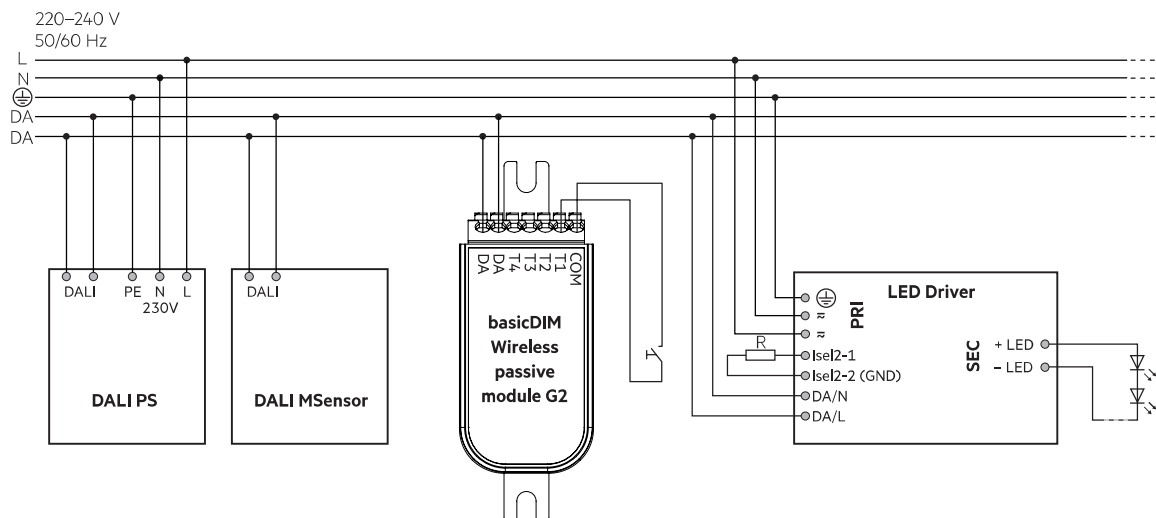 220–240 V
50/60 Hz
L
N
DA
DA
DALI PE N L
230V
DALI PS
DALI
DALI MSensor
DA DA T4 T3 T2 T1 COM
basicDIM
Wireless
passive
module G2
LED Driver
PRI
≂
≂
R
Isel2-1
Isel2-2 (GND)
DA/N
DA/L
SEC
+ LED
– LED